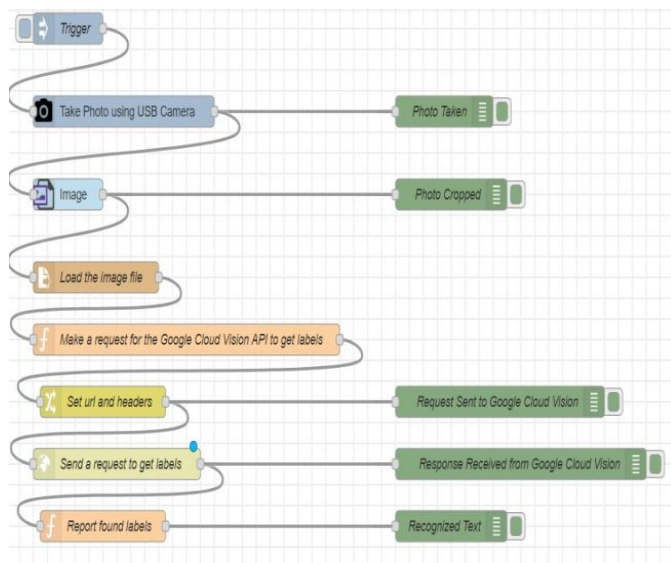 Trigger
Take Photo using USB Camera
Photo Taken
Image
Photo Cropped
Load the image file
Make a request for the Google Cloud Vision API to get labels
Set url and headers
Request Sent to Google Cloud Vision
Send a request to get labels
Response Received from Google Cloud Vision
Report found labels
Recognized Text